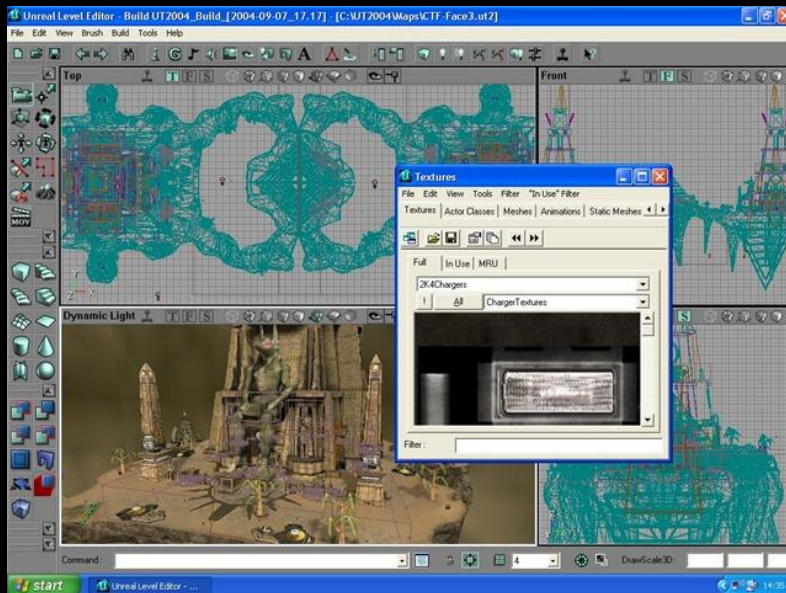 Unreal Level Editor - Build UT2004_Build_[2004-09-07_17.17] - [C:\UT2004\Maps\CTF-Face3.ut2]
File Edit View Brush Build Tools Help
Top T F S
Front T F S
Textures
File Edit View Tools Filter "In Use" Filter
Textures Actor Classes Meshes Animations Static Meshes
Full In Use MRU
2K4Chargers
! All ChargerTextures
Filter :
Dynamic Light T F S
S
MOV
Command : 4 DrawScale3D:
start Unreal Level Editor - ... 14:35